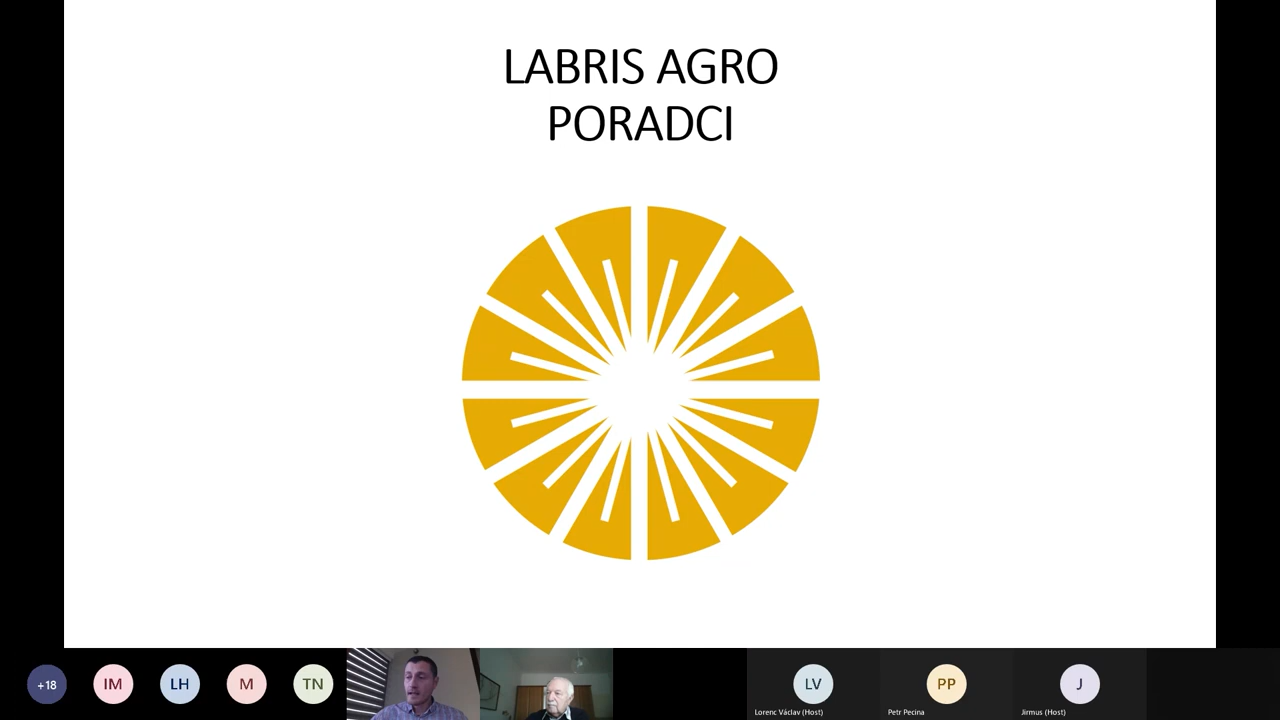 LABRIS AGRO
PORADCI
+18
IM
LH
M
TN
LV
PP
J
Lorenc Václav (Host)
Petr Pecina
Jirmus (Host)